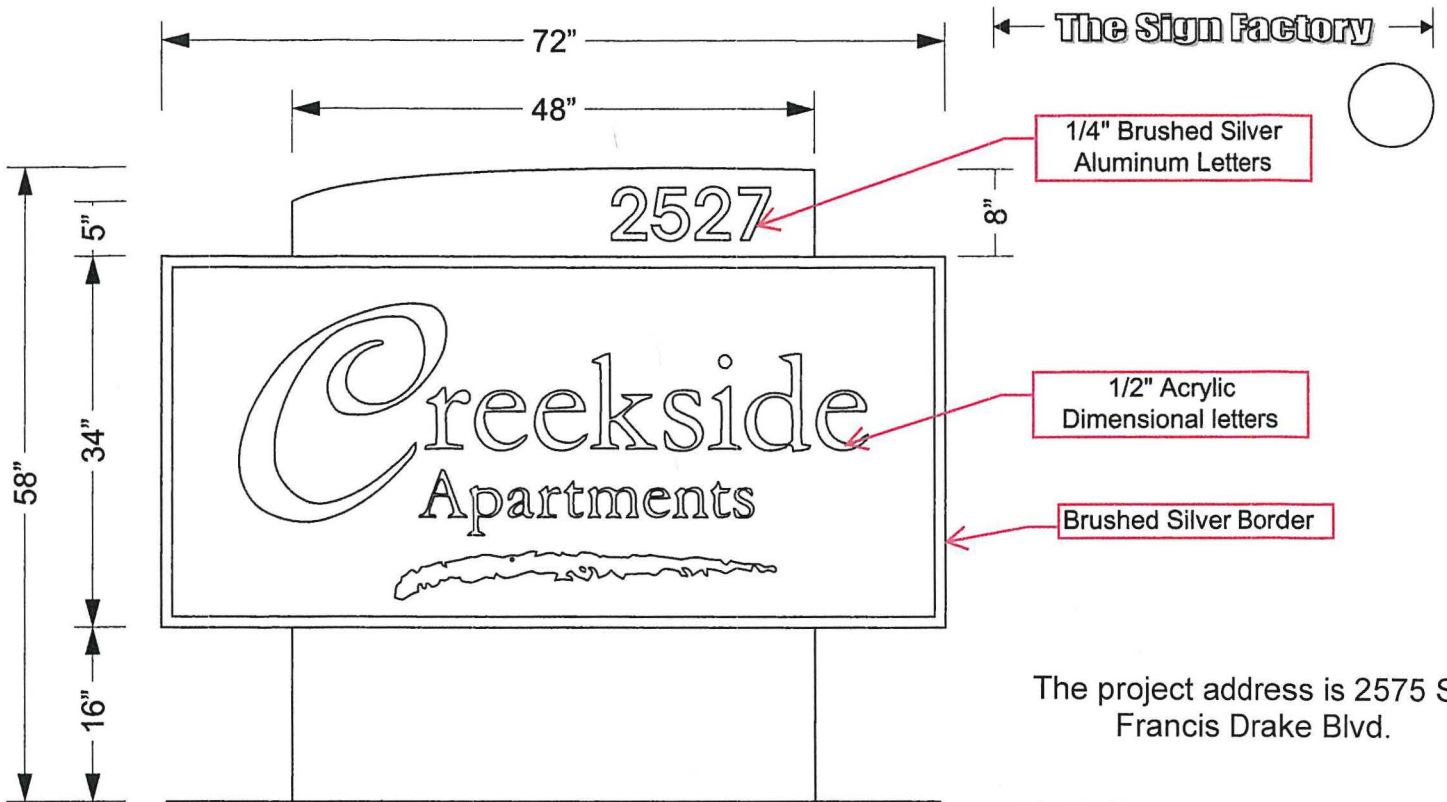 The Sign Factory
72”
48”
1/4" Brushed Silver
Aluminum Letters
2527
5”
8”
58”
34”
Creekside
Apartments
1/2" Acrylic
Dimensional letters
Brushed Silver Border
16”
The project address is 2575 S
Francis Drake Blvd.